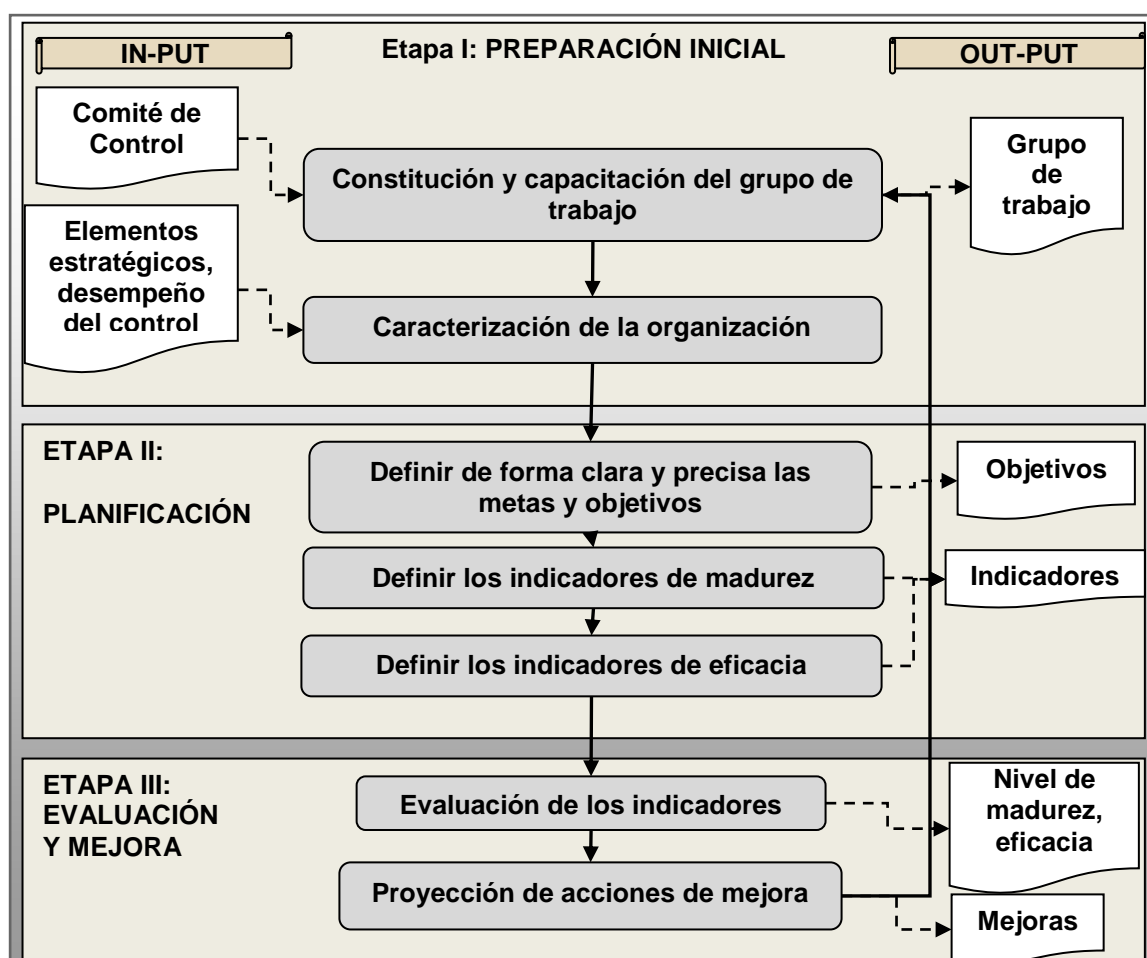 IN-PUT
Etapa I: PREPARACIÓN INICIAL
OUT-PUT
Comité de
Control
Constitución y capacitación del grupo de
trabajo
Grupo
de
trabajo
Elementos
estratégicos,
desempeño
del control
Caracterización de la organización
ETAPA II:
PLANIFICACIÓN
Definir de forma clara y precisa las
metas y objetivos
Objetivos
Definir los indicadores de madurez
Indicadores
Definir los indicadores de eficacia
ETAPA III:
EVALUACIÓN
Y MEJORA
Evaluación de los indicadores
Nivel de
madurez,
eficacia
Proyección de acciones de mejora
Mejoras